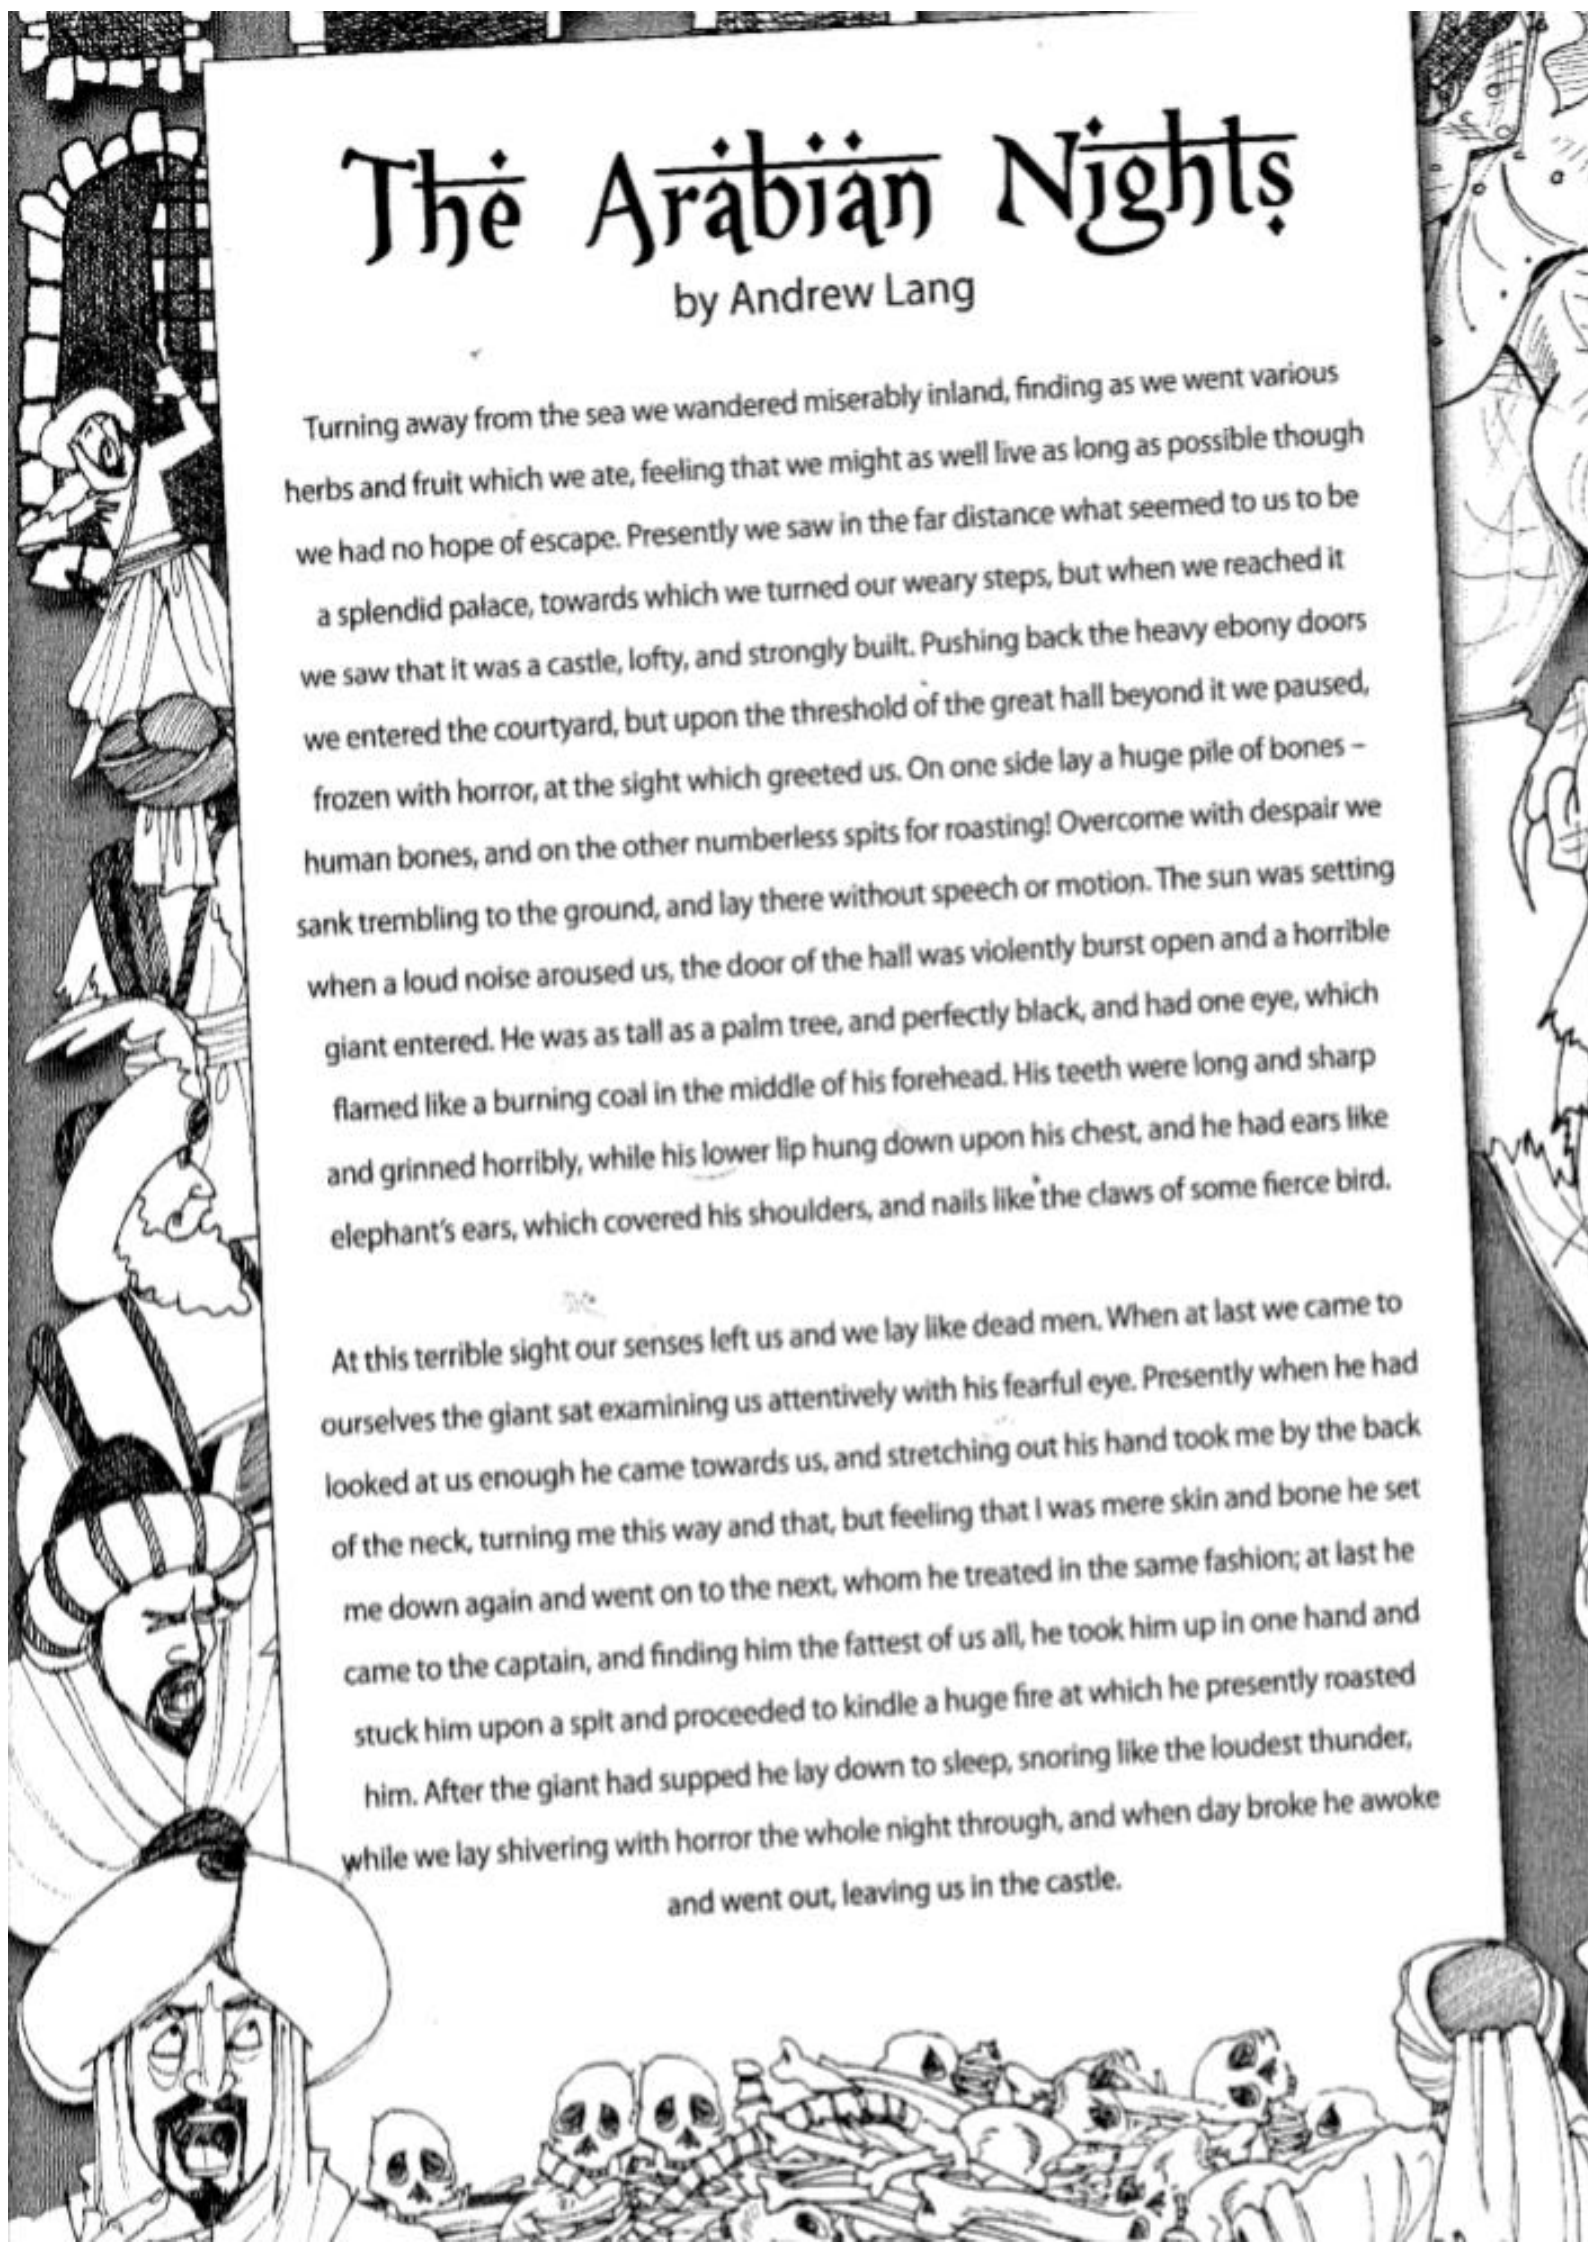 The Arabian Nights
by Andrew Lang
Turning away from the sea we wandered miserably inland, finding as we went various
herbs and fruit which we ate, feeling that we might as well live as long as possible though
we had no hope of escape. Presently we saw in the far distance what seemed to us to be
a splendid palace, towards which we turned our weary steps, but when we reached it
we saw that it was a castle, lofty, and strongly built. Pushing back the heavy ebony doors
we entered the courtyard, but upon the threshold of the great hall beyond it we paused,
frozen with horror, at the sight which greeted us. On one side lay a huge pile of bones –
human bones, and on the other numberless spits for roasting! Overcome with despair we
sank trembling to the ground, and lay there without speech or motion. The sun was setting
when a loud noise aroused us, the door of the hall was violently burst open and a horrible
giant entered. He was as tall as a palm tree, and perfectly black, and had one eye, which
flamed like a burning coal in the middle of his forehead. His teeth were long and sharp
and grinned horribly, while his lower lip hung down upon his chest, and he had ears like
elephant's ears, which covered his shoulders, and nails like the claws of some fierce bird.
At this terrible sight our senses left us and we lay like dead men. When at last we came to
ourselves the giant sat examining us attentively with his fearful eye. Presently when he had
looked at us enough he came towards us, and stretching out his hand took me by the back
of the neck, turning me this way and that, but feeling that I was mere skin and bone he set
me down again and went on to the next, whom he treated in the same fashion; at last he
came to the captain, and finding him the fattest of us all, he took him up in one hand and
stuck him upon a spit and proceeded to kindle a huge fire at which he presently roasted
him. After the giant had supped he lay down to sleep, snoring like the loudest thunder,
while we lay shivering with horror the whole night through, and when day broke he awoke
and went out, leaving us in the castle.